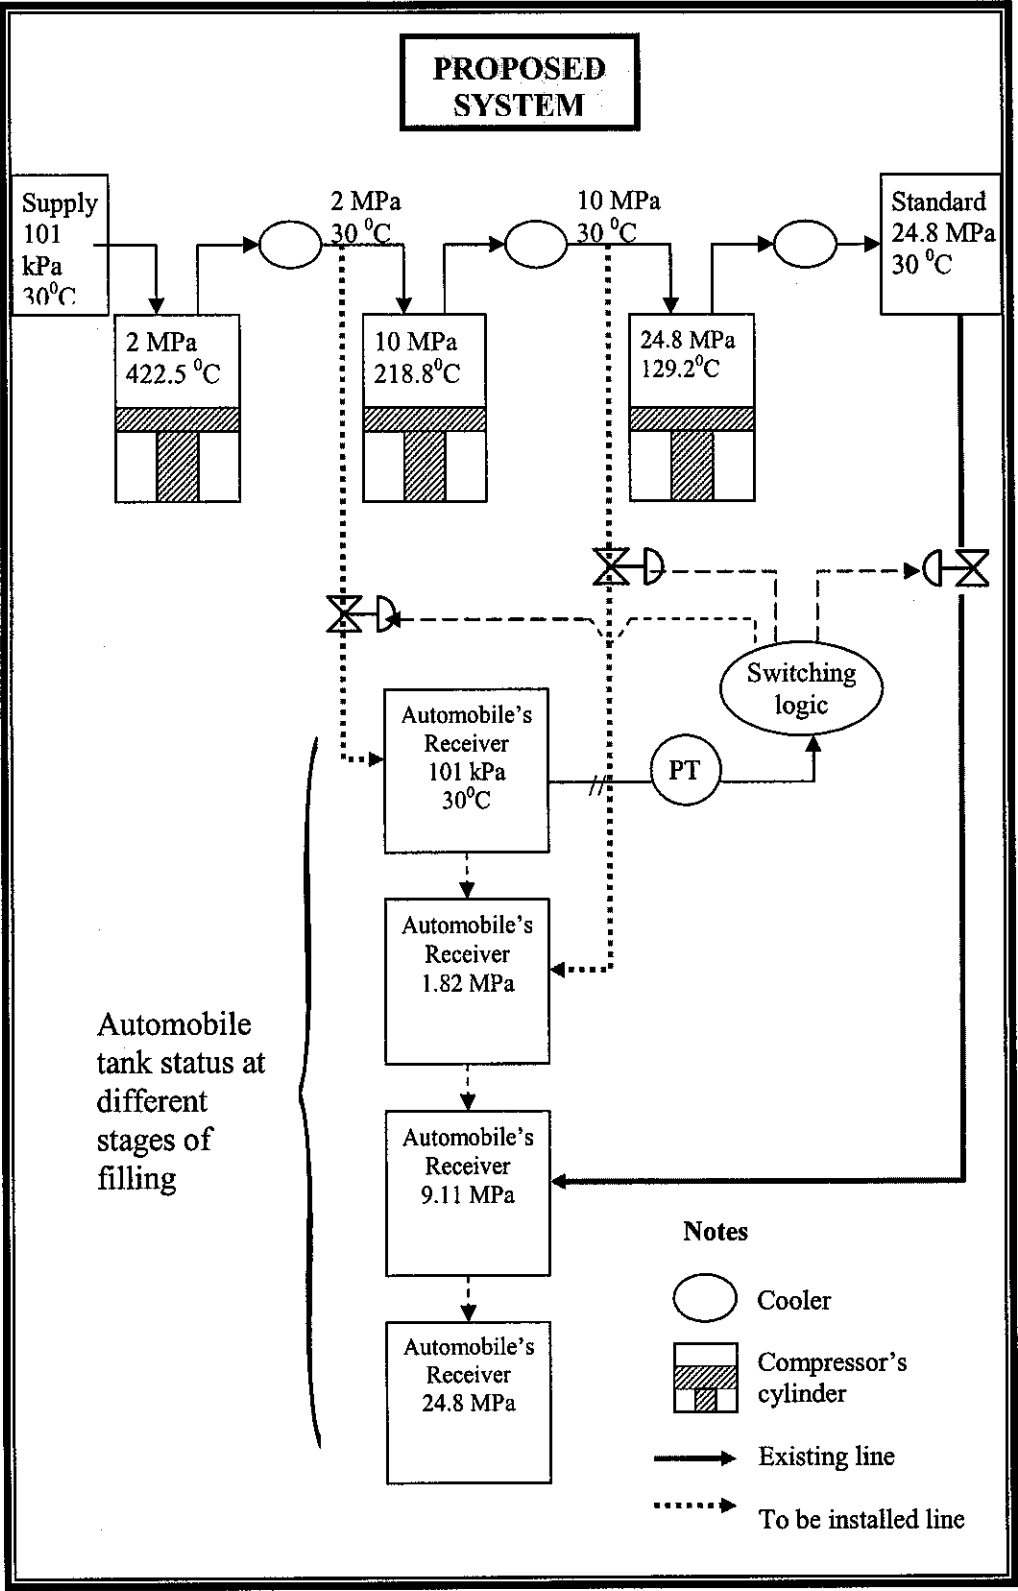 PROPOSED
SYSTEM
Supply
101
kPa
30⁰C
2 MPa
30 ⁰C
10 MPa
30 ⁰C
Standard
24.8 MPa
30 ⁰C
2 MPa
422.5 ⁰C
10 MPa
218.8⁰C
24.8 MPa
129.2⁰C
Switching
logic
Automobile's
Receiver
101 kPa
30⁰C
PT
Automobile's
Receiver
1.82 MPa
Automobile
tank status at
different
stages of
filling
Automobile's
Receiver
9.11 MPa
Automobile's
Receiver
24.8 MPa
Notes
Cooler
Compressor's
cylinder
Existing line
To be installed line